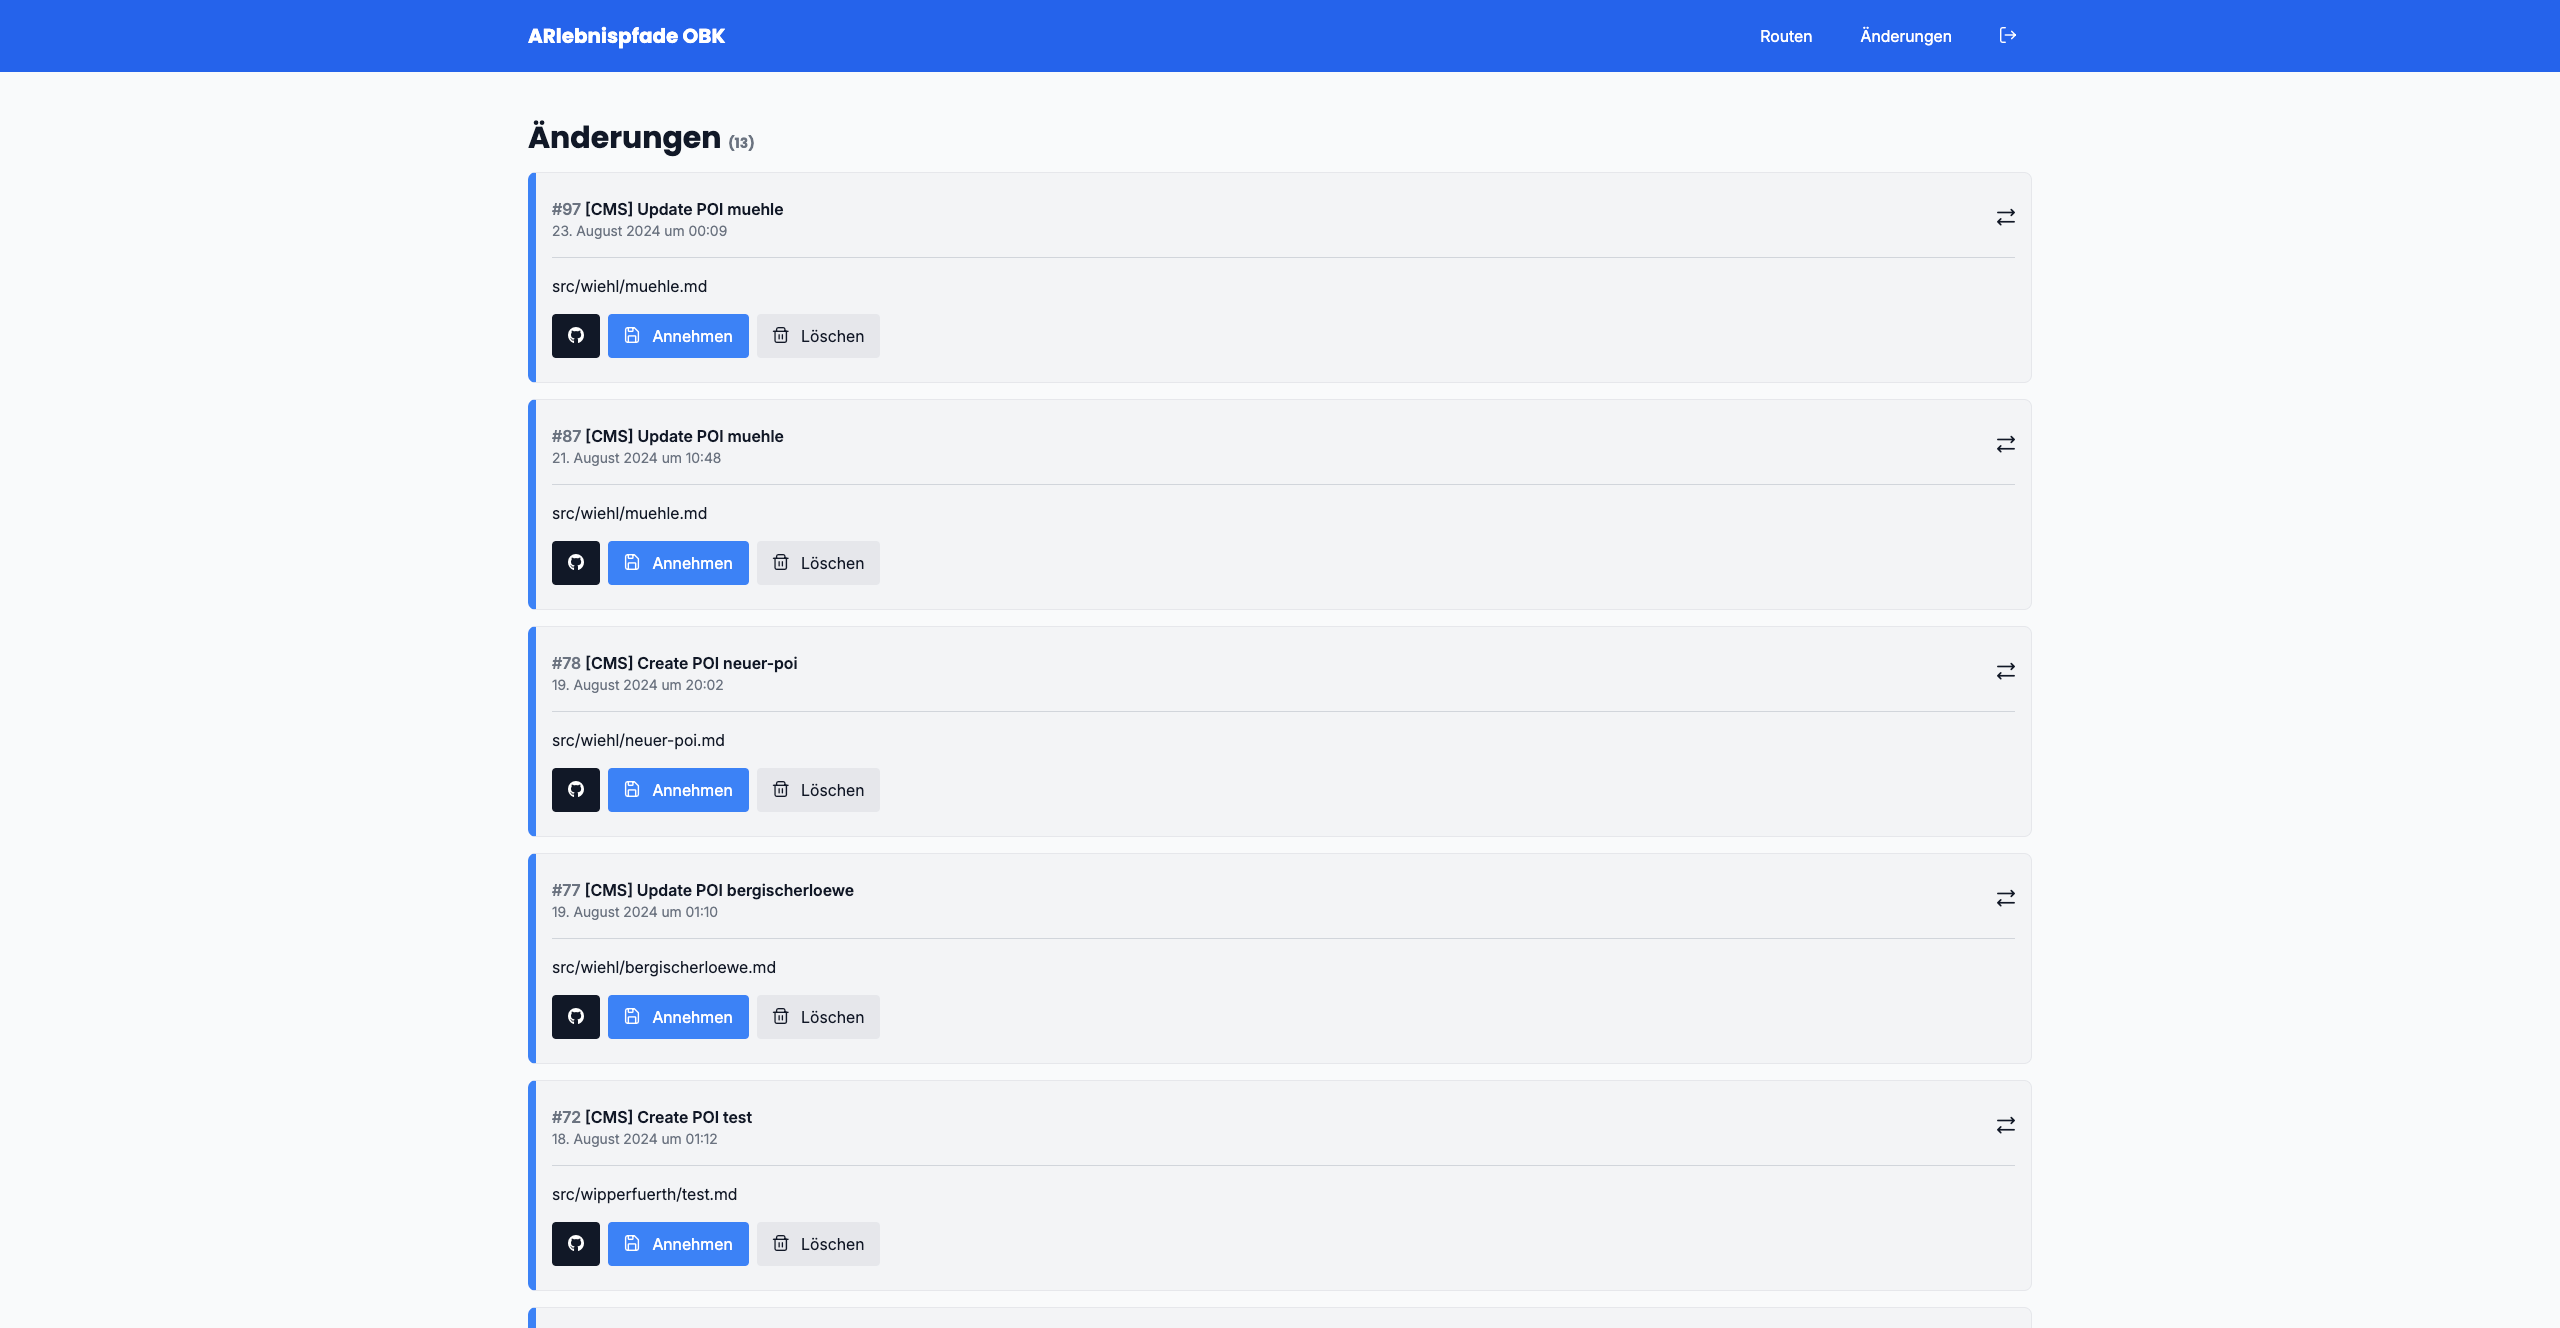 ARlebnispfade OBK
Routen
Änderungen
Änderungen (13)
#97 [CMS] Update POI muehle
23. August 2024 um 00:09
src/wiehl/muehle.md
Annehmen
Löschen
#87 [CMS] Update POI muehle
21. August 2024 um 10:48
src/wiehl/muehle.md
Annehmen
Löschen
#78 [CMS] Create POI neuer-poi
19. August 2024 um 20:02
src/wiehl/neuer-poi.md
Annehmen
Löschen
#77 [CMS] Update POI bergischerloewe
19. August 2024 um 01:10
src/wiehl/bergischerloewe.md
Annehmen
Löschen
#72 [CMS] Create POI test
18. August 2024 um 01:12
src/wipperfuerth/test.md
Annehmen
Löschen